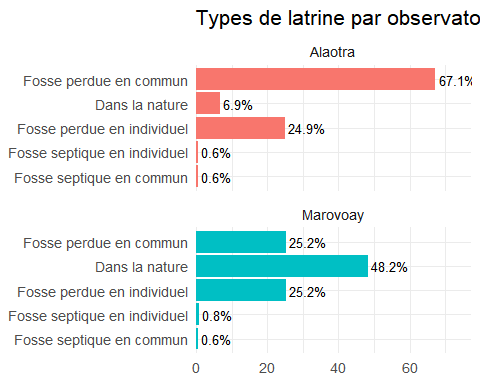 Types de latrine par observato
Alaotra
Fosse perdue en commun 67.1%
Dans la nature 6.9%
Fosse perdue en individuel 24.9%
Fosse septique en individuel 0.6%
Fosse septique en commun 0.6%
Marovoay
Fosse perdue en commun 25.2%
Dans la nature 48.2%
Fosse perdue en individuel 25.2%
Fosse septique en individuel 0.8%
Fosse septique en commun 0.6%
0 20 40 60